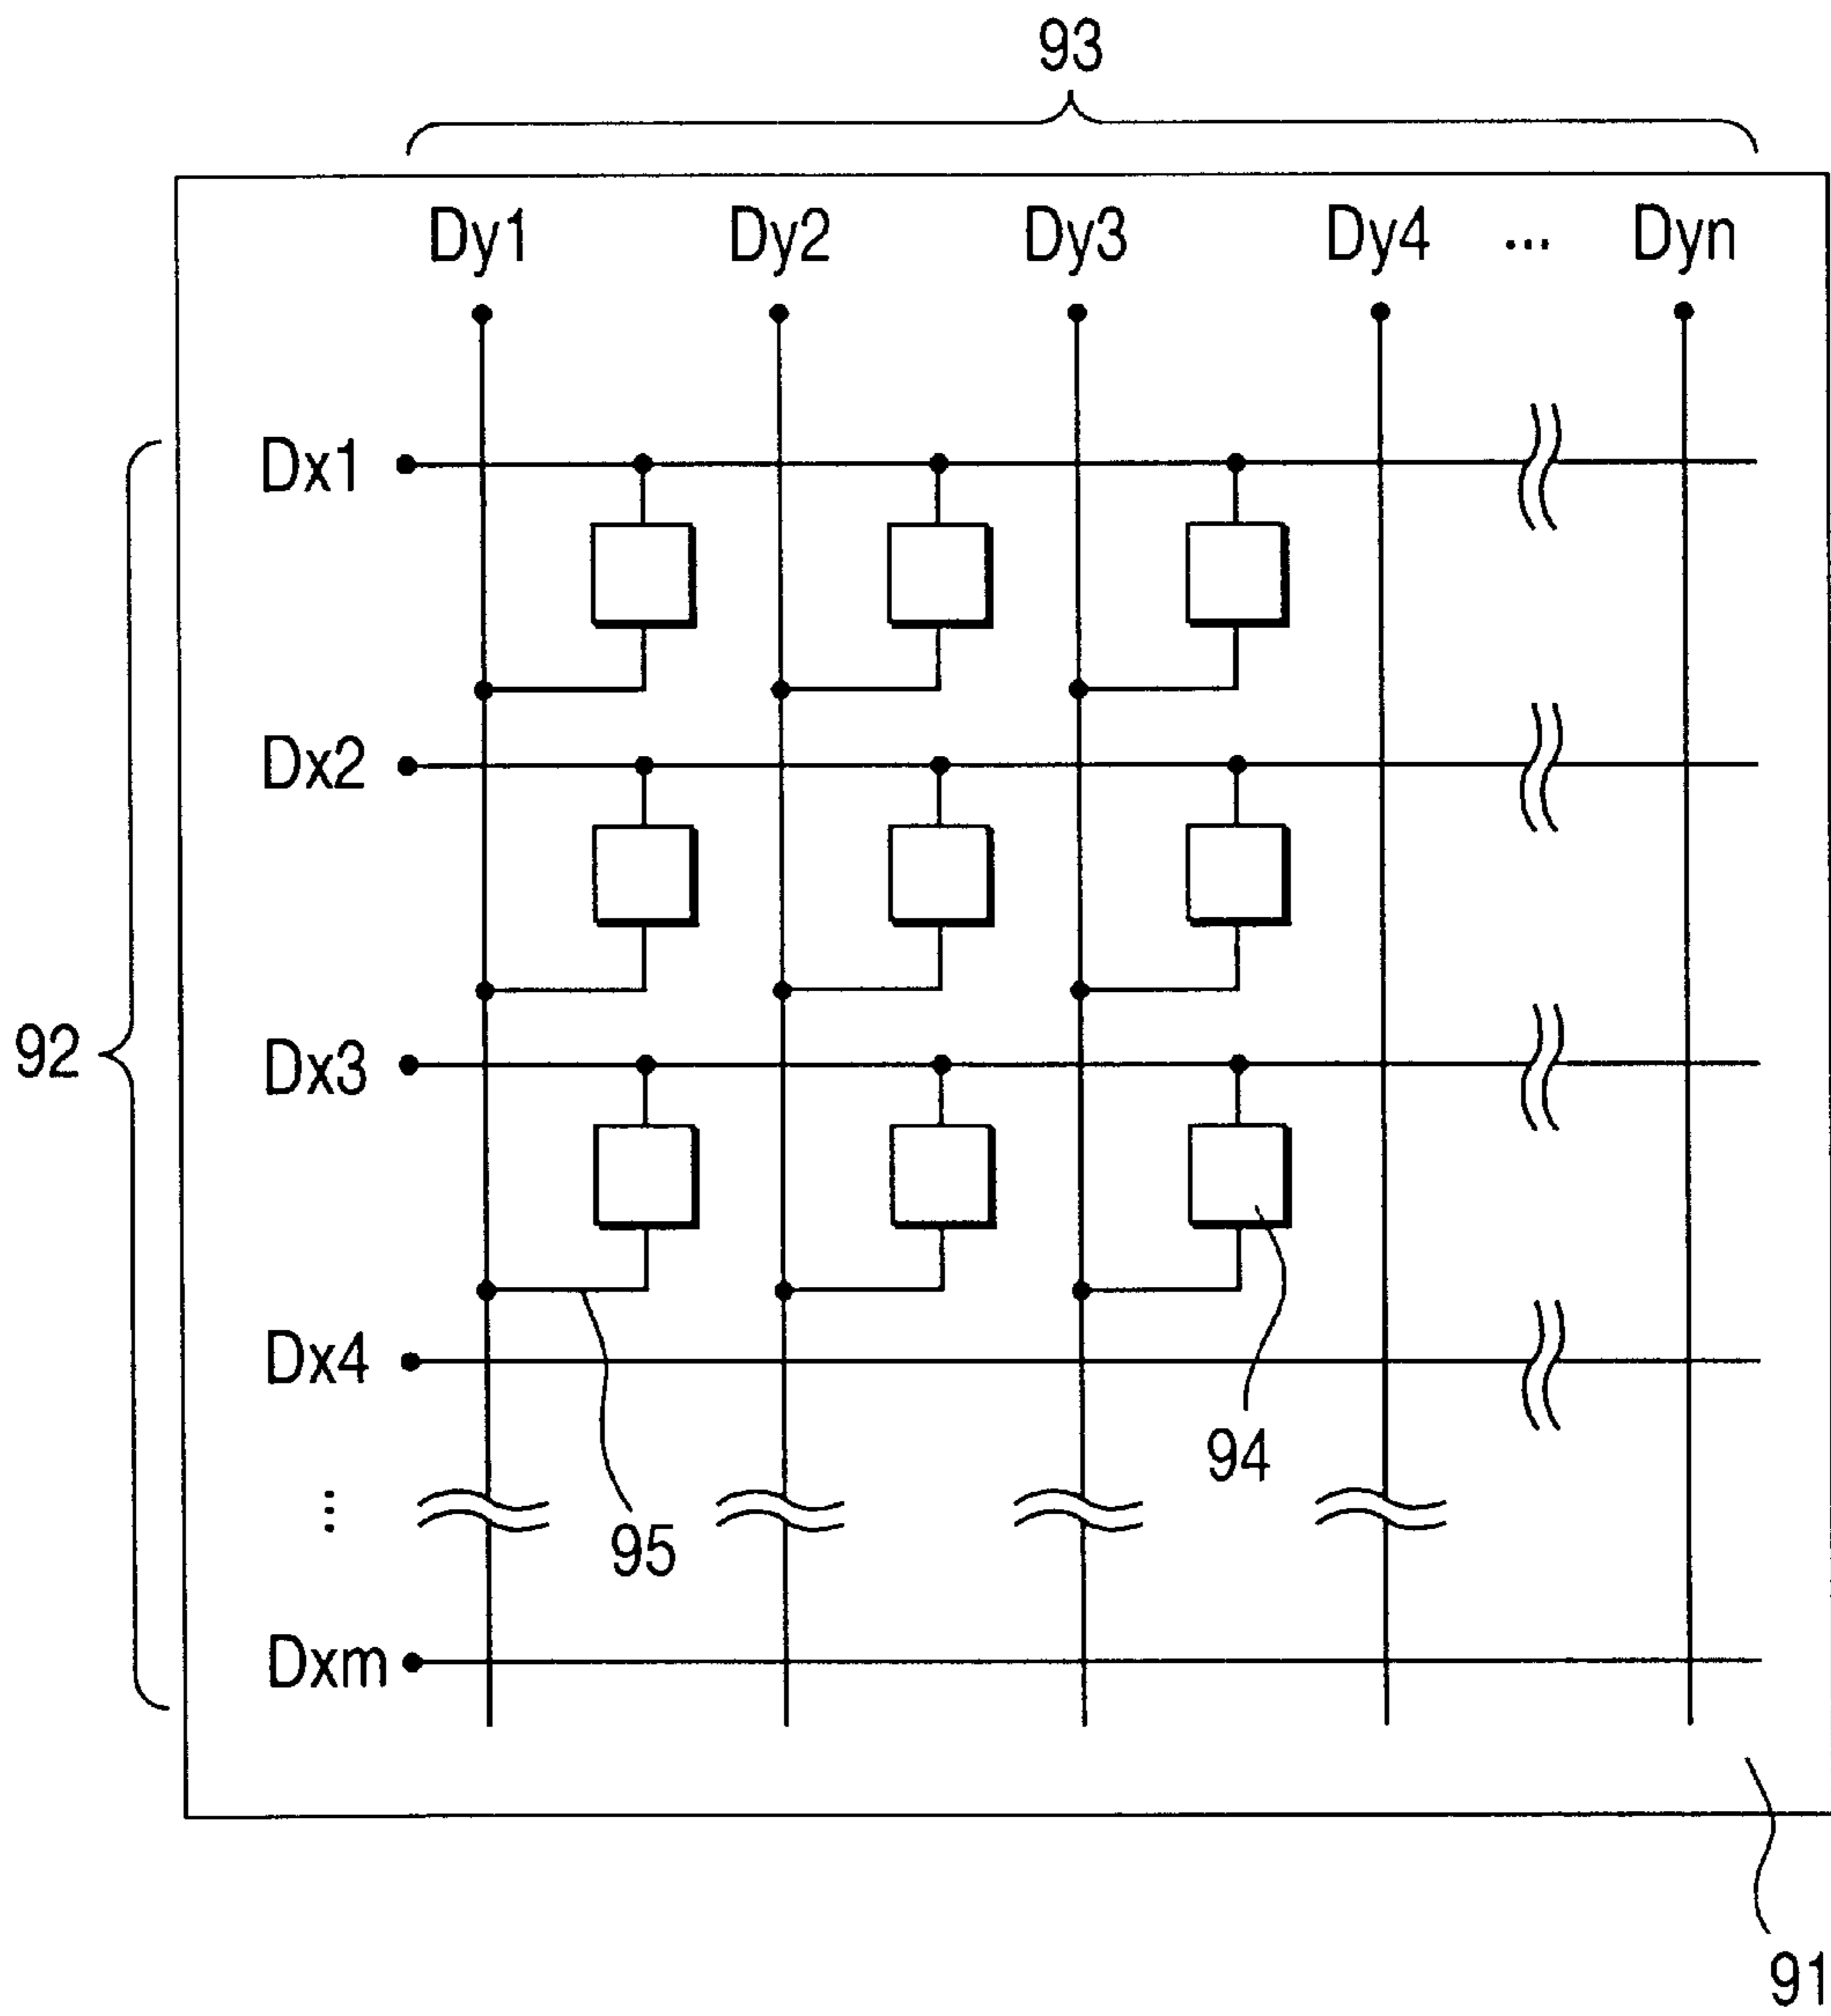 93
Dy1 Dy2 Dy3 Dy4 ... Dyn
Dx1
Dx2
92
Dx3
Dx4
94
...
95
Dxm
91